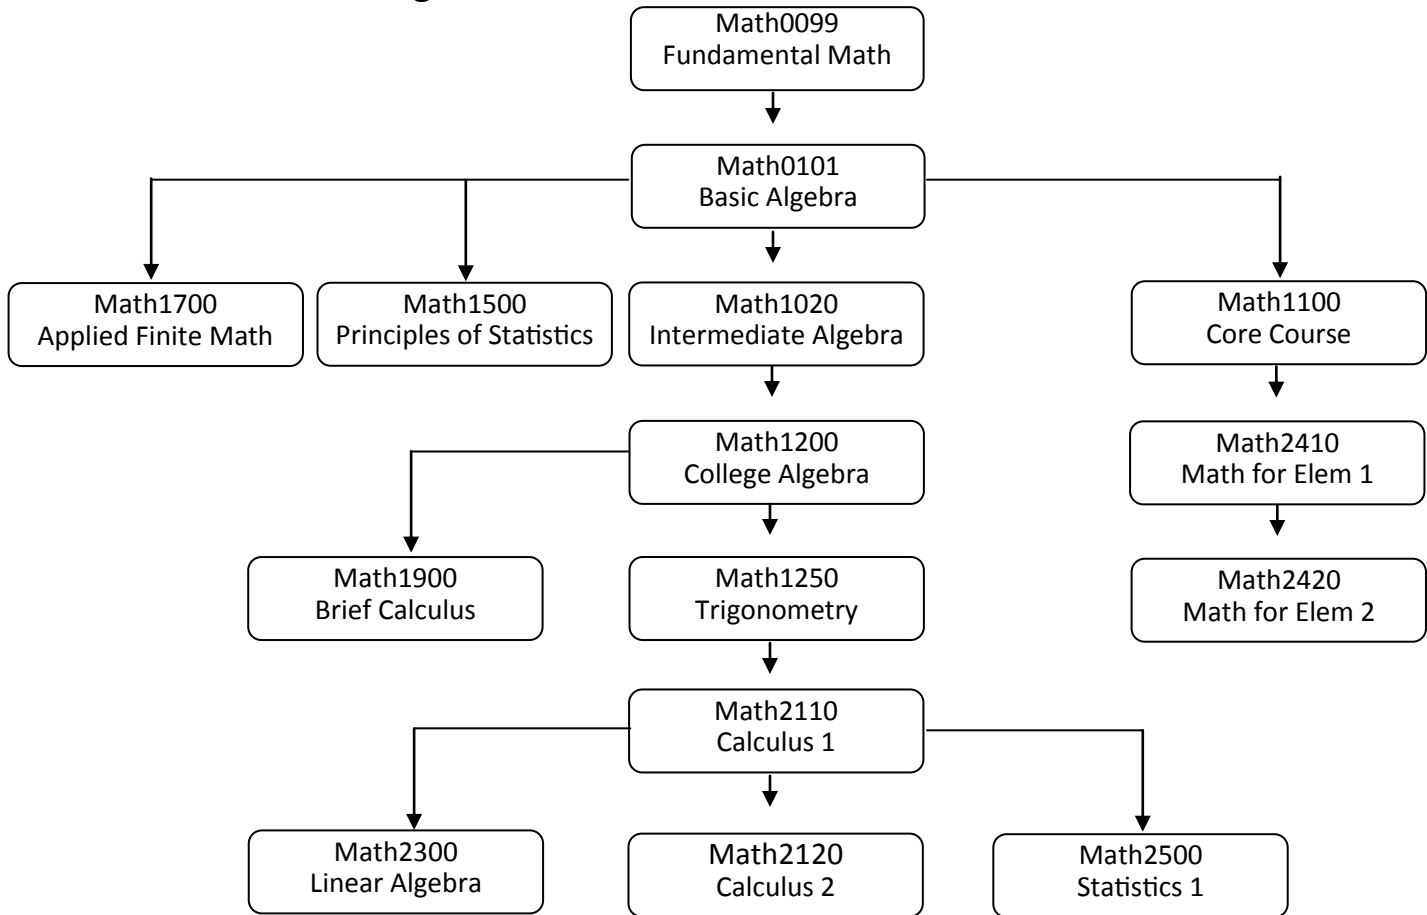 Math0099
Fundamental Math
Math0101
Basic Algebra
Math1700
Applied Finite Math
Math1500
Principles of Statistics
Math1020
Intermediate Algebra
Math1100
Core Course
Math1200
College Algebra
Math2410
Math for Elem 1
Math1900
Brief Calculus
Math1250
Trigonometry
Math2420
Math for Elem 2
Math2110
Calculus 1
Math2300
Linear Algebra
Math2120
Calculus 2
Math2500
Statistics 1